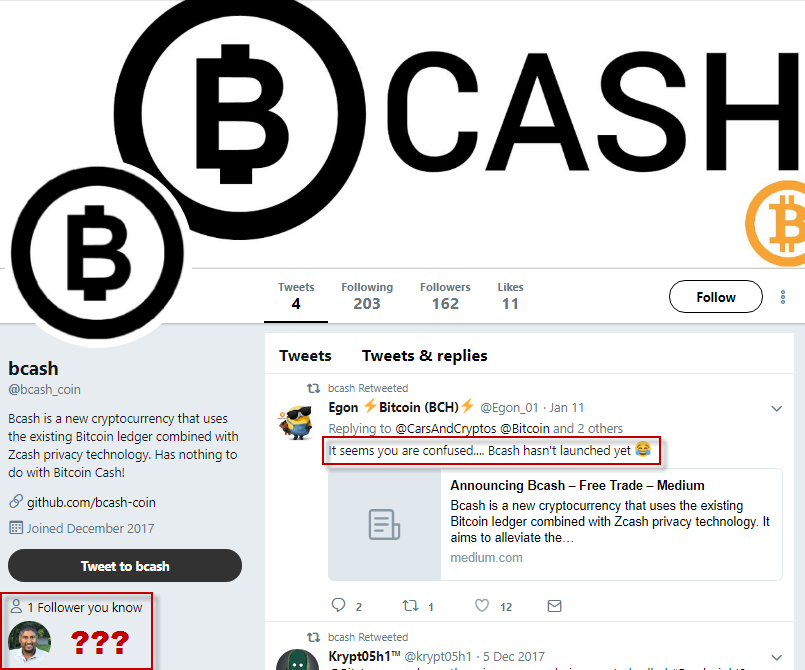 CASH
Tweets Following Followers Likes
4 203 162 11
Follow
bcash
@bcash_coin
Bcash is a new cryptocurrency that uses
the existing Bitcoin ledger combined with
Zcash privacy technology. Has nothing to
do with Bitcoin Cash!
github.com/bcash-coin
Joined December 2017
Tweet to bcash
1 Follower you know
???
Tweets Tweets & replies
bcash Retweeted
Egon ⚡Bitcoin (BCH)⚡ @Egon_01 · Jan 11
Replying to @CarsAndCryptos @Bitcoin and 2 others
It seems you are confused.... Bcash hasn't launched yet 😂
Announcing Bcash – Free Trade – Medium
Bcash is a new cryptocurrency that uses the existing
Bitcoin ledger combined with Zcash privacy technology. It
aims to alleviate the…
medium.com
2 1 12
bcash Retweeted
Krypt05h1™ @krypt05h1 · 5 Dec 2017